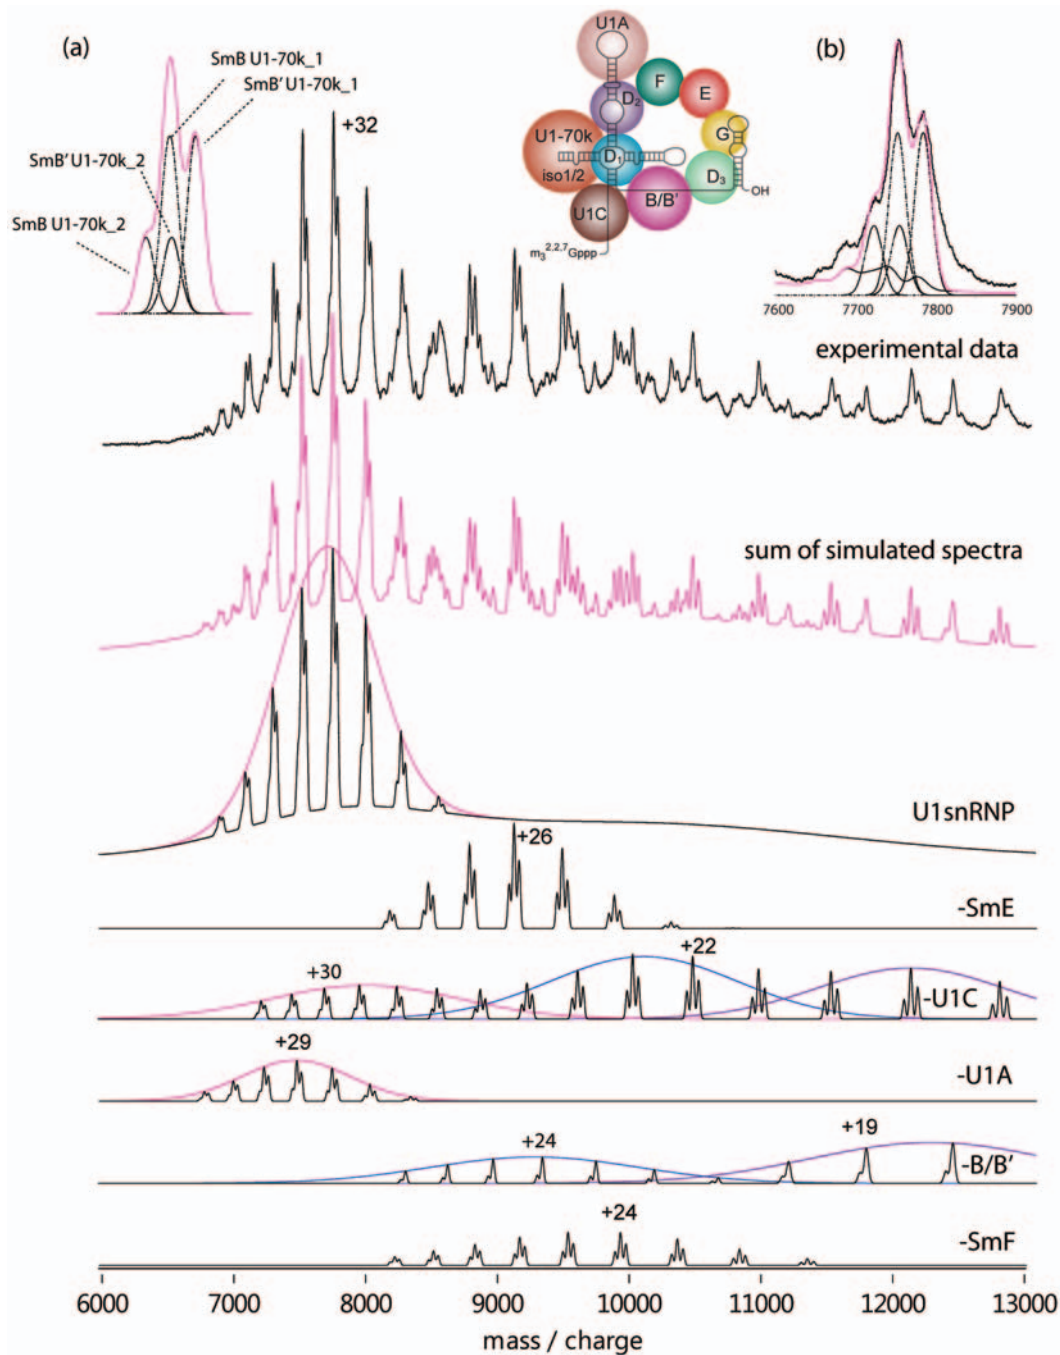 (a)
SmB U1-70k_1
SmB' U1-70k_1
SmB' U1-70k_2
SmB U1-70k_2
+32
U1A
F
E
D2
G
U1-70k
iso1/2
D1
D3
B/B'
U1C
OH
m3 2,2,7 Gppp
(b)
7600 7700 7800 7900
experimental data
sum of simulated spectra
U1snRNP
+26
-SmE
+30
+22
-U1C
+29
-U1A
+24
+19
-B/B'
+24
-SmF
6000 7000 8000 9000 10000 11000 12000 13000
mass / charge